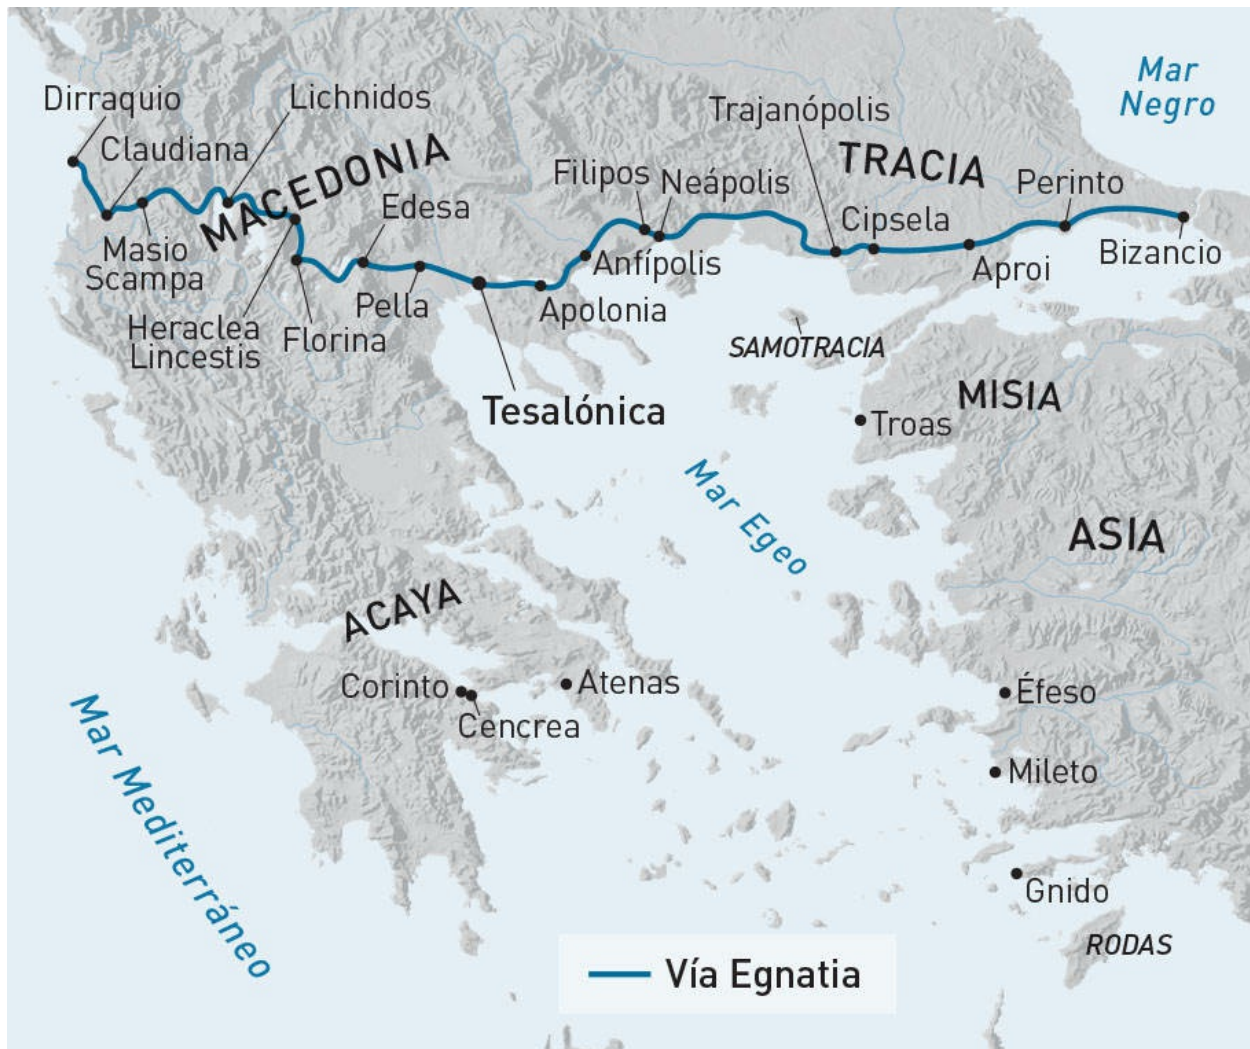 Mar
Negro
Dirraquio
Lichnidos
Claudiana
Trajanópolis
MACEDONIA
TRACIA
Filipos
Neápolis
Perinto
Edesa
Cipsela
Masio
Scampa
Anfípolis
Aproi
Bizancio
Pella
Apolonia
Heraclea
Lincestis
Florina
SAMOTRACIA
Tesalónica
MISIA
Troas
Mar Egeo
ASIA
ACAYA
Corinto
Atenas
Éfeso
Cencrea
Mar Mediterráneo
Mileto
Gnido
RODAS
Vía Egnatia